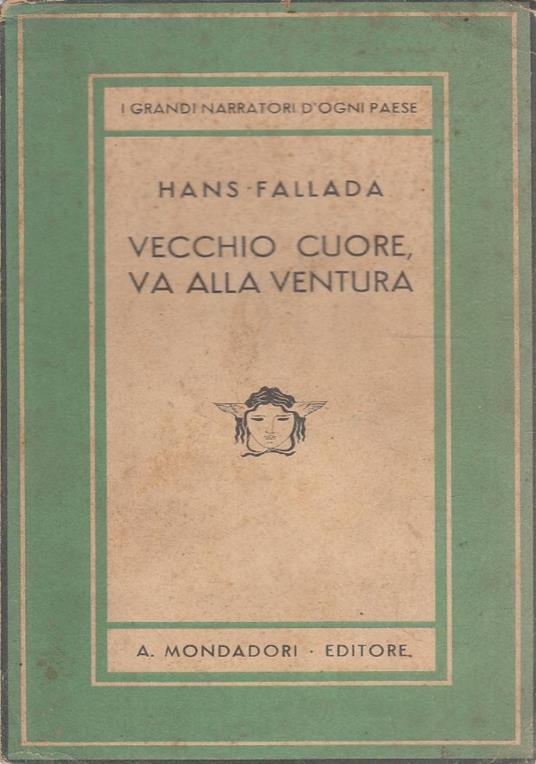 I GRANDI NARRATORI D'OGNI PAESE
HANS FALLADA
VECCHIO CUORE,
VA ALLA VENTURA
A. MONDADORI · EDITORE